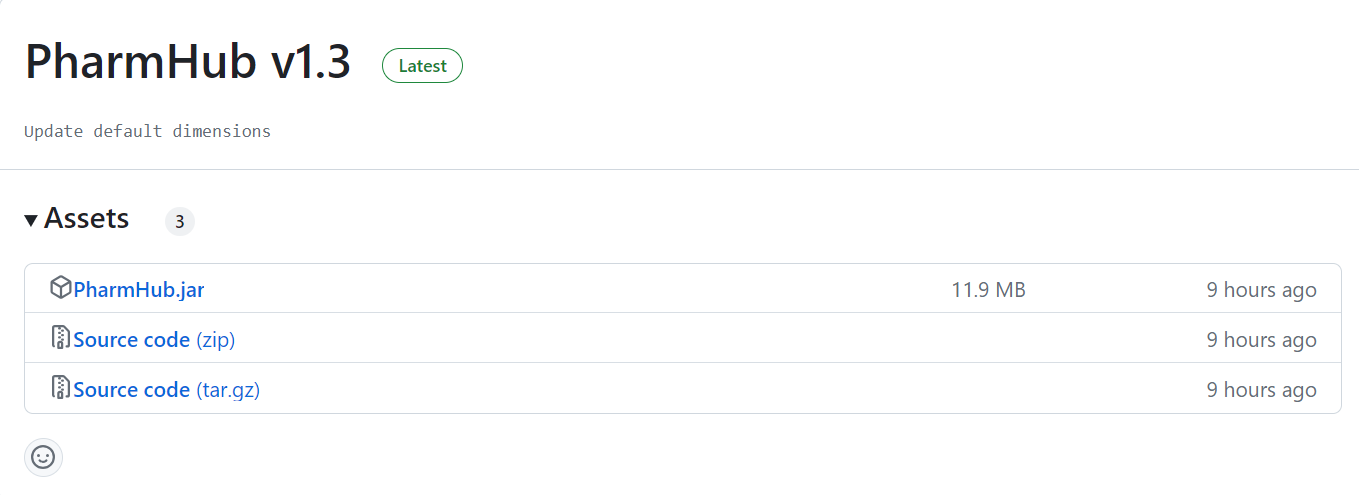 PharmHub v1.3 Latest
Update default dimensions
Assets 3
PharmHub.jar 11.9 MB 9 hours ago
Source code (zip) 9 hours ago
Source code (tar.gz) 9 hours ago